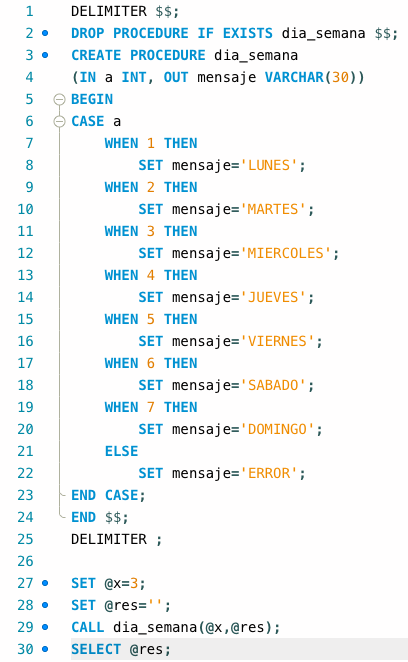 1 DELIMITER $$;
2 DROP PROCEDURE IF EXISTS dia_semana $$;
3 CREATE PROCEDURE dia_semana
4 (IN a INT, OUT mensaje VARCHAR(30))
5 BEGIN
6 CASE a
7 WHEN 1 THEN
8 SET mensaje='LUNES';
9 WHEN 2 THEN
10 SET mensaje='MARTES';
11 WHEN 3 THEN
12 SET mensaje='MIERCOLES';
13 WHEN 4 THEN
14 SET mensaje='JUEVES';
15 WHEN 5 THEN
16 SET mensaje='VIERNES';
17 WHEN 6 THEN
18 SET mensaje='SABADO';
19 WHEN 7 THEN
20 SET mensaje='DOMINGO';
21 ELSE
22 SET mensaje='ERROR';
23 END CASE;
24 END $$;
25 DELIMITER ;
26
27 SET @x=3;
28 SET @res='';
29 CALL dia_semana(@x,@res);
30 SELECT @res;